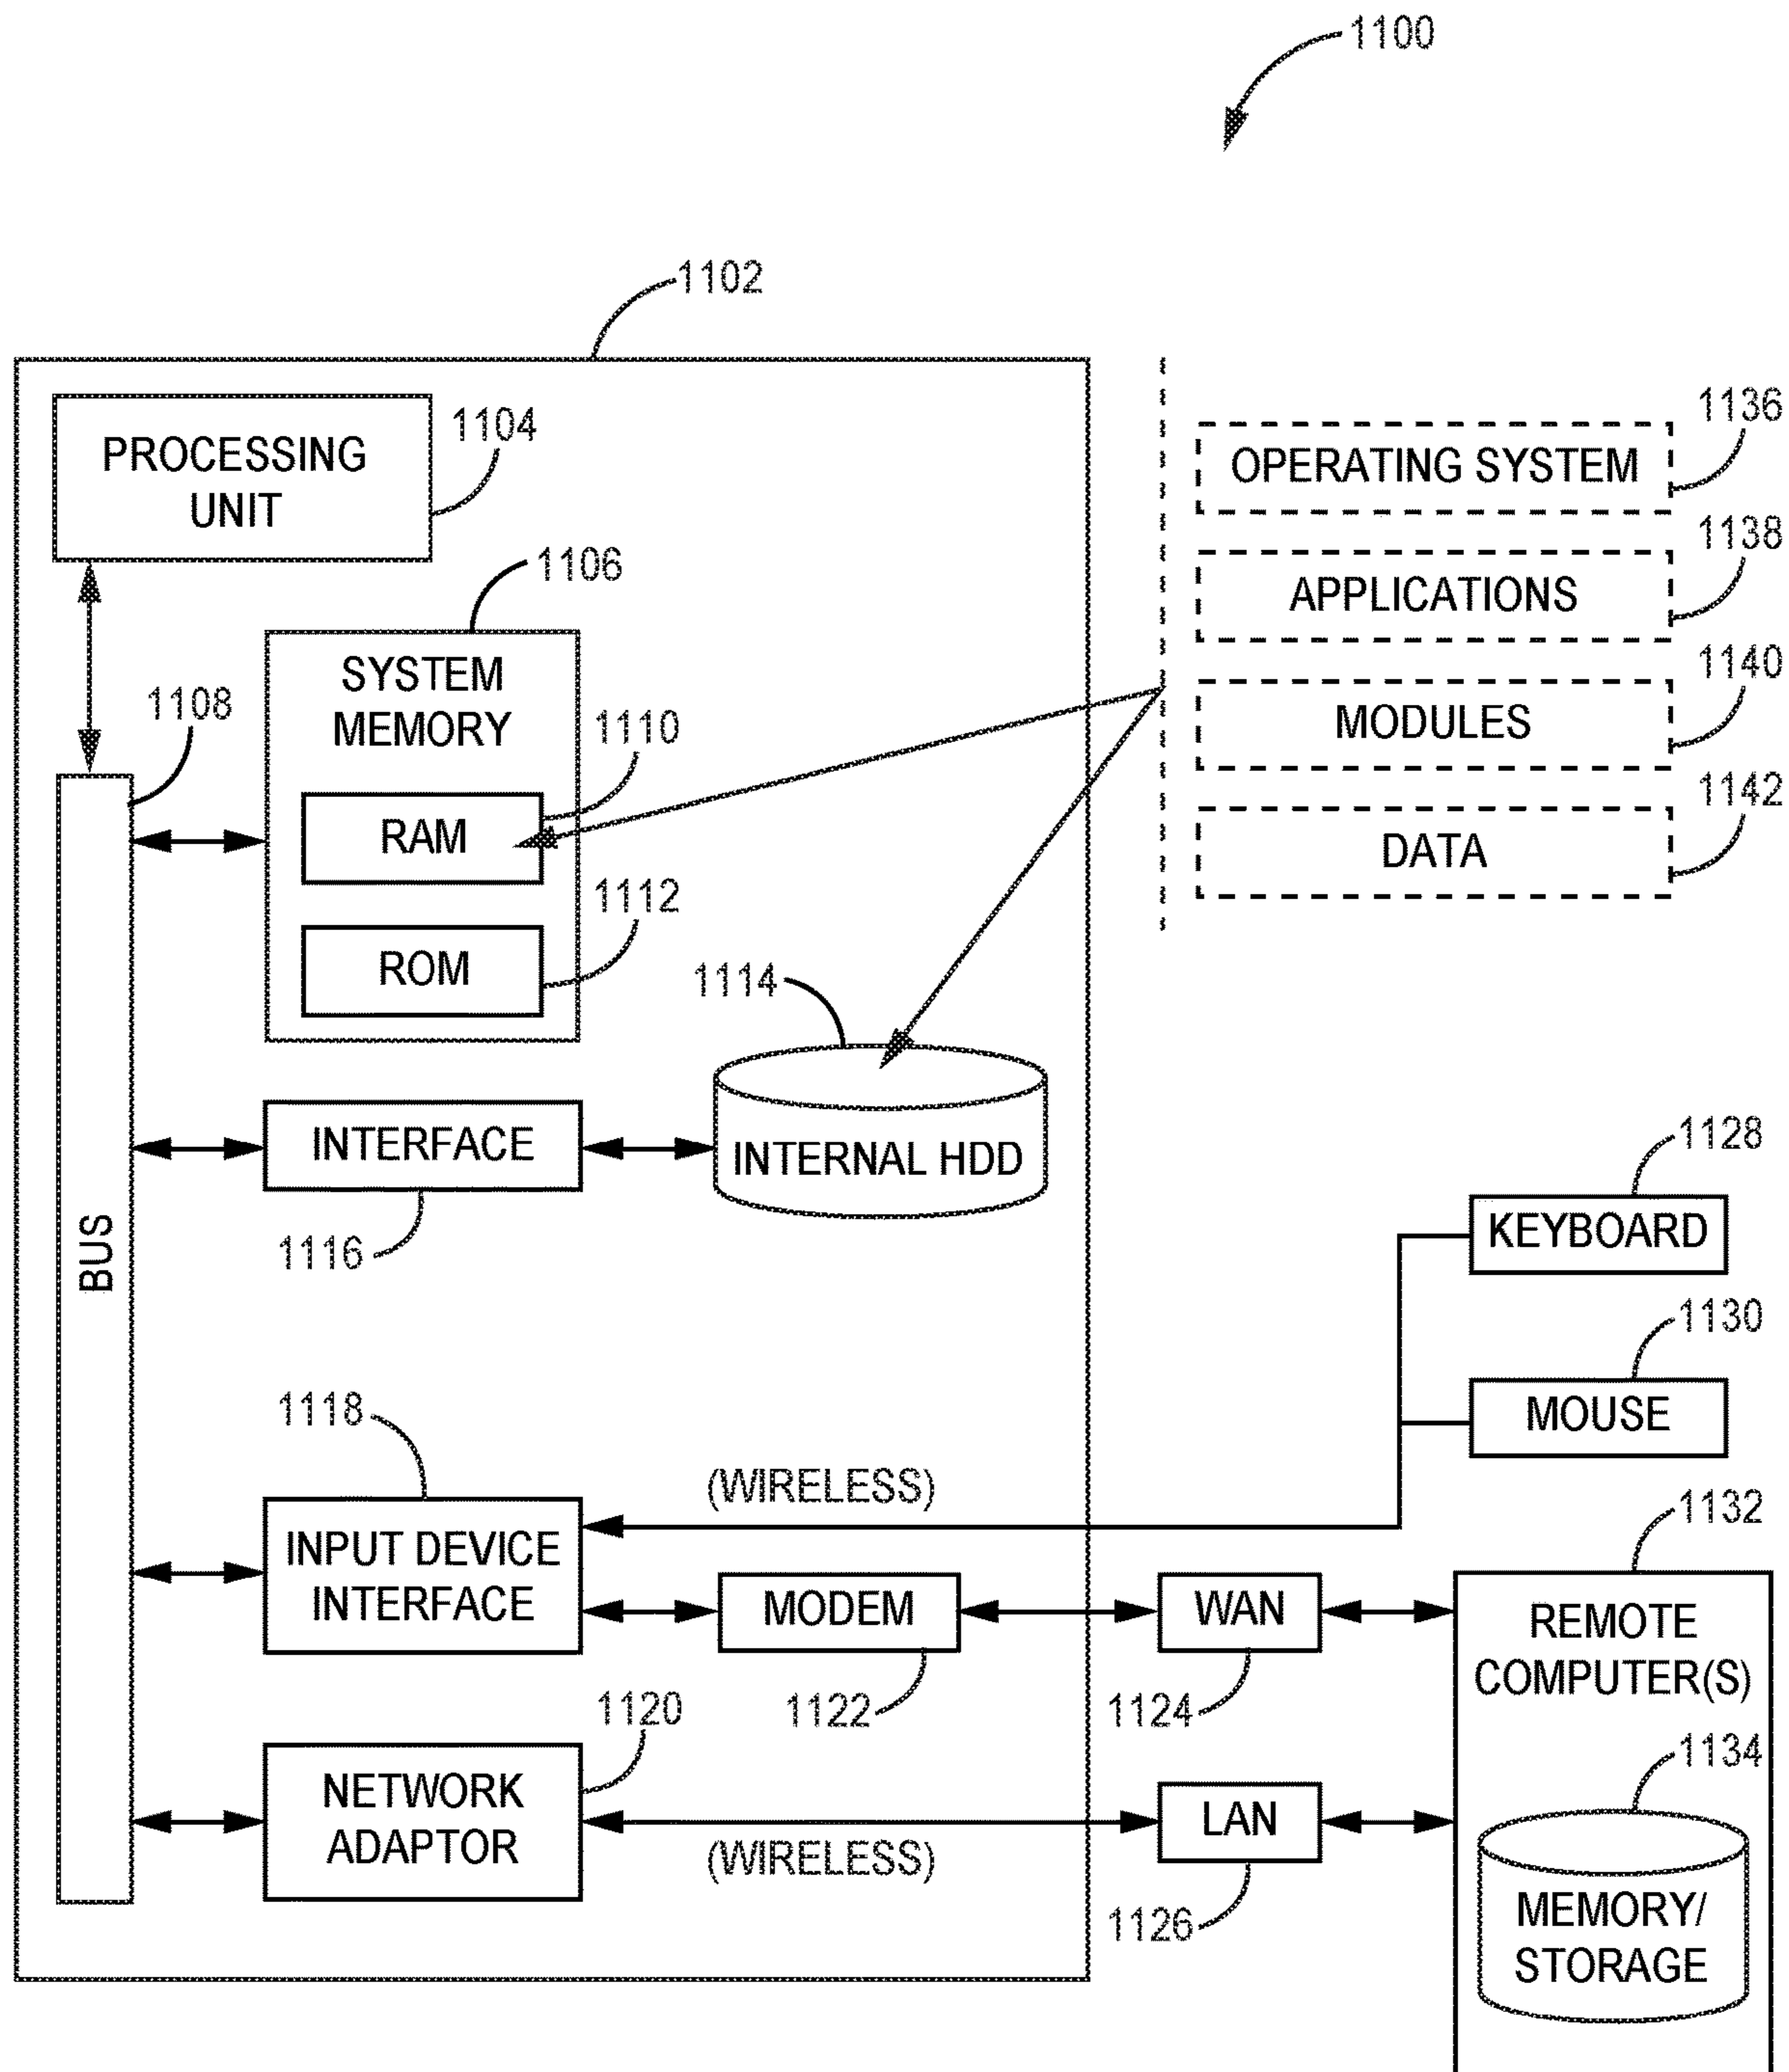 1100
1102
PROCESSING
UNIT
1104
1106
SYSTEM
MEMORY
1108
1110
RAM
1112
ROM
1114
INTERNAL HDD
INTERFACE
1116
BUS
1136
OPERATING SYSTEM
1138
APPLICATIONS
1140
MODULES
1142
DATA
1128
KEYBOARD
1130
MOUSE
1118
(WIRELESS)
INPUT DEVICE
INTERFACE
MODEM
1122
WAN
1124
1132
REMOTE
COMPUTER(S)
1120
NETWORK
ADAPTOR
(WIRELESS)
LAN
1126
1134
MEMORY/
STORAGE